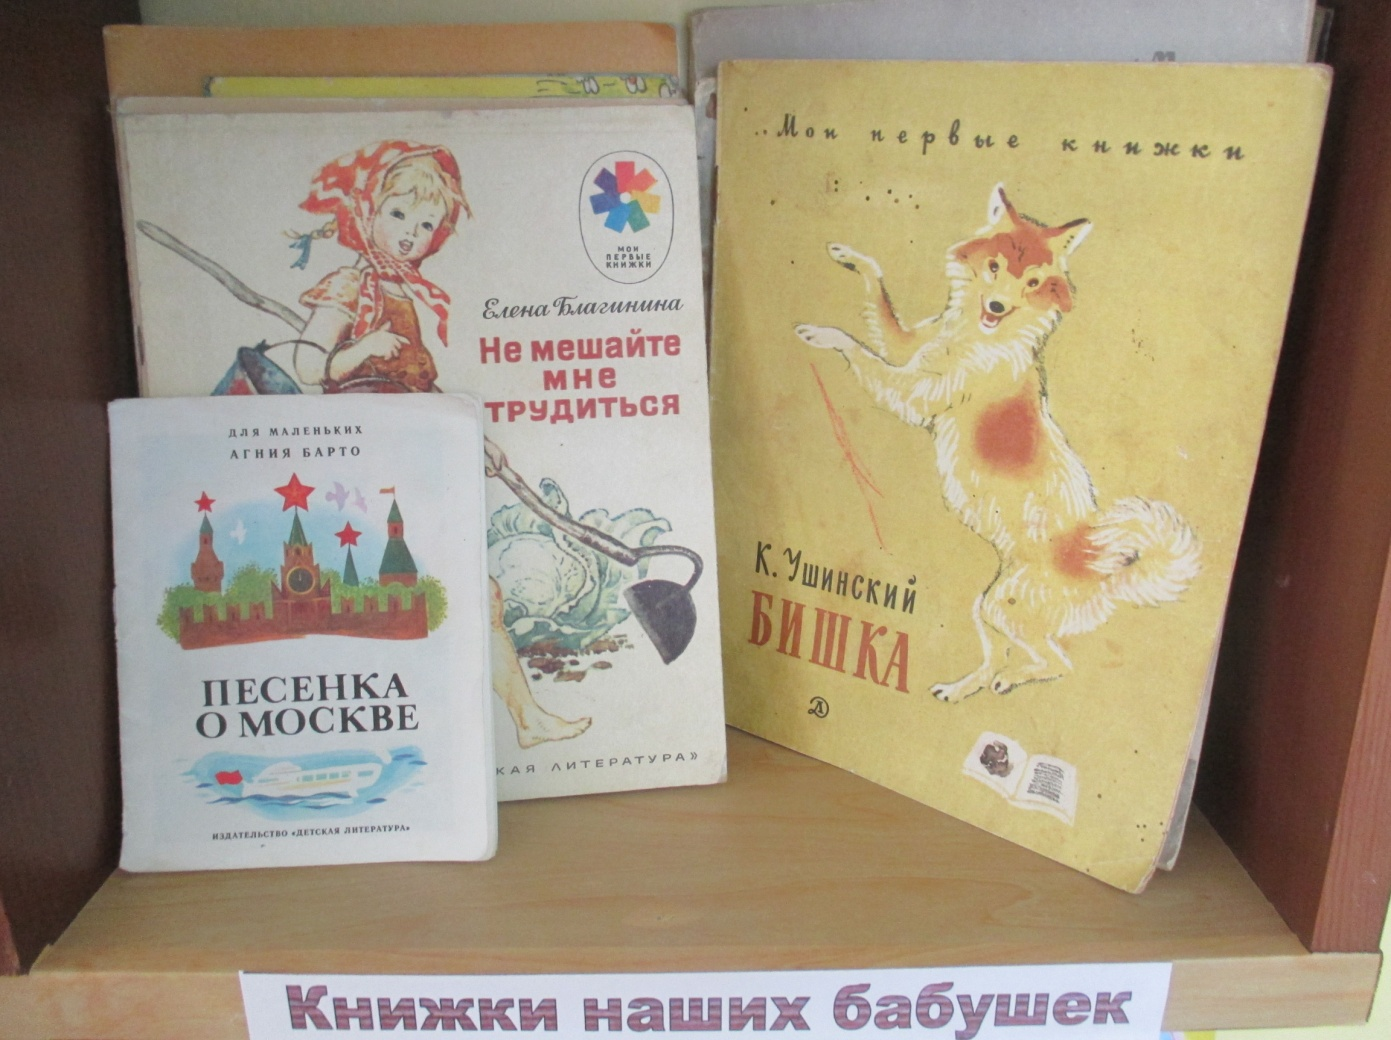 Мои первые книжки
МОИ
ПЕРВЫЕ
КНИЖКИ
Елена Благинина
Не мешайте
мне
трудиться
КАЯ ЛИТЕРАТУРА»
ДЛЯ МАЛЕНЬКИХ
АГНИЯ БАРТО
ПЕСЕНКА
О МОСКВЕ
ИЗДАТЕЛЬСТВО «ДЕТСКАЯ ЛИТЕРАТУРА»
К. Ушинский
БИШКА
Книжки наших бабушек